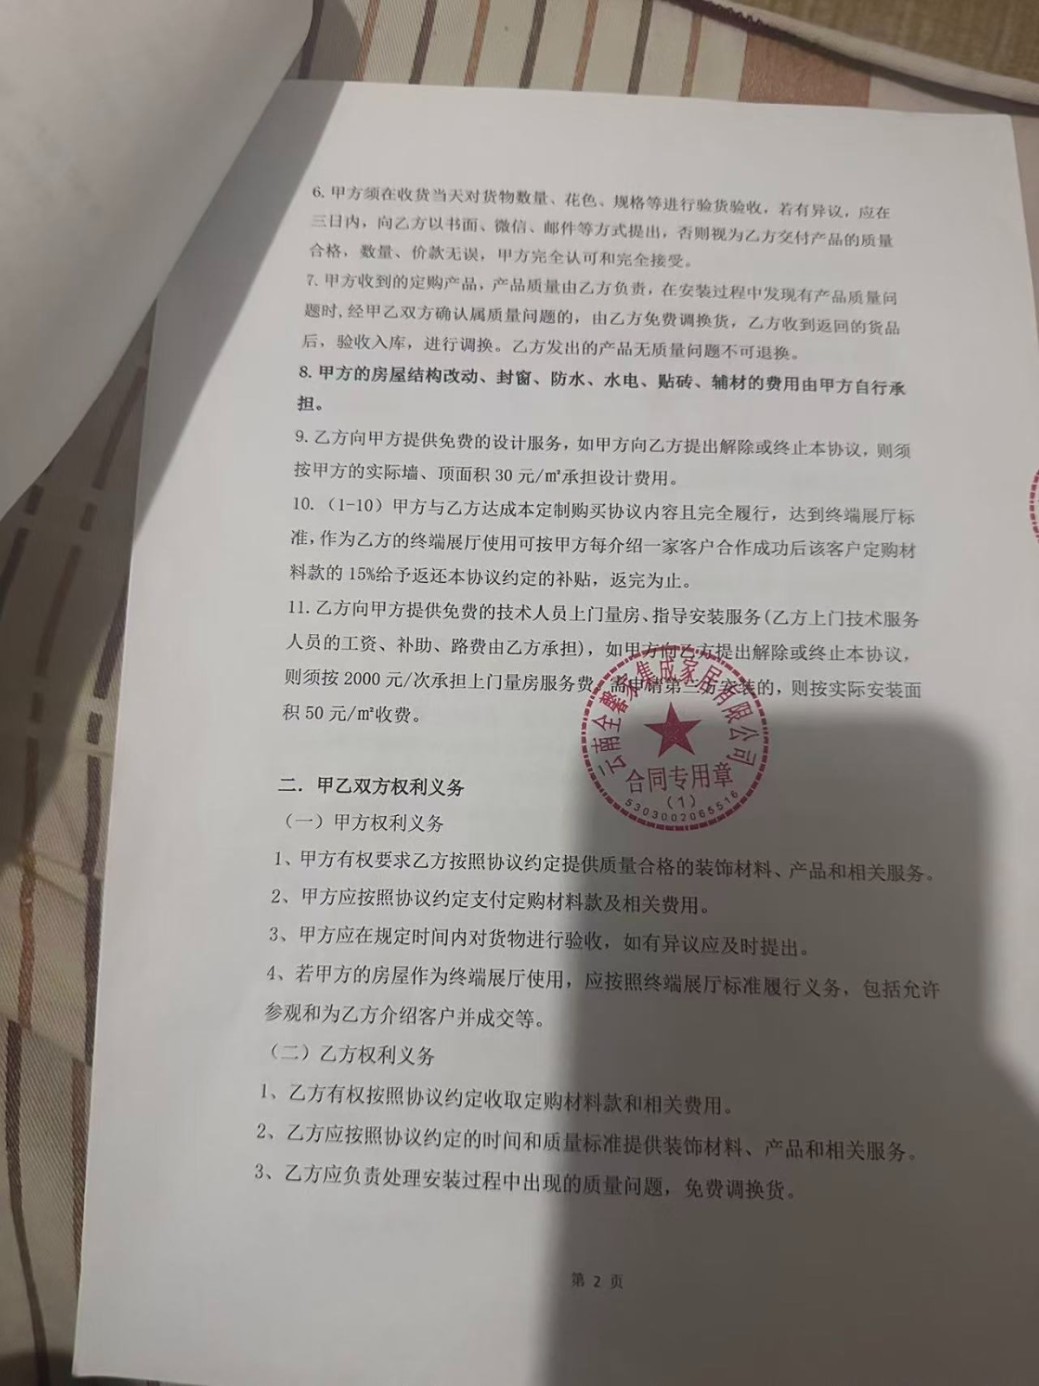 6. 甲方须在收货当天对货物数量、花色、规格等进行验货验收，若有异议，应在
三日内，向乙方以书面、微信、邮件等方式提出，否则视为乙方交付产品的质量
合格，数量、价款无误，甲方完全认可和完全接受。
7. 甲方收到的定购产品，产品质量由乙方负责，在安装过程中发现有产品质量问
题时，经甲乙双方确认属质量问题的，由乙方免费调换货，乙方收到返回的货品
后，验收入库，进行调换。乙方发出的产品无质量问题不可退换。
8. 甲方的房屋结构改动、封窗、防水、水电、贴砖、辅材的费用由甲方自行承
担。
9. 乙方向甲方提供免费的设计服务，如甲方向乙方提出解除或终止本协议，则须
按甲方的实际墙、顶面积 30 元/㎡承担设计费用。
10.（1-10）甲方与乙方达成本定制购买协议内容且完全履行，达到终端展厅标
准，作为乙方的终端展厅使用可按甲方每介绍一家客户合作成功后该客户定购材
料款的 15%给予返还本协议约定的补贴，返完为止。
11. 乙方向甲方提供免费的技术人员上门量房、指导安装服务(乙方上门技术服务
人员的工资、补助、路费由乙方承担)，如甲方向乙方提出解除或终止本协议，
则须按 2000 元/次承担上门量房服务费，需申请第三方安装的，则按实际安装面
积 50 元/㎡收费。
云南全馨家集成家居有限公司
合同专用章
（1）
5303002065516
二．甲乙双方权利义务
（一）甲方权利义务
1、甲方有权要求乙方按照协议约定提供质量合格的装饰材料、产品和相关服务。
2、甲方应按照协议约定支付定购材料款及相关费用。
3、甲方应在规定时间内对货物进行验收，如有异议应及时提出。
4、若甲方的房屋作为终端展厅使用，应按照终端展厅标准履行义务，包括允许
参观和为乙方介绍客户并成交等。
（二）乙方权利义务
1、乙方有权按照协议约定收取定购材料款和相关费用。
2、乙方应按照协议约定的时间和质量标准提供装饰材料、产品和相关服务。
3、乙方应负责处理安装过程中出现的质量问题，免费调换货。
第 2 页